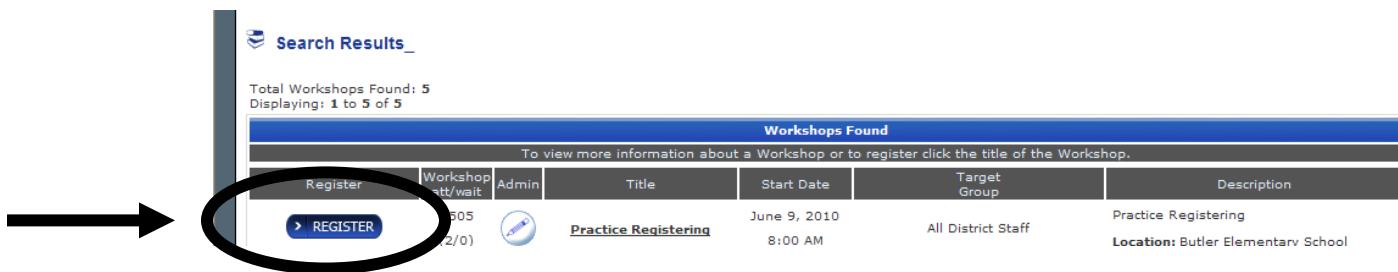 Search Results_
Total Workshops Found: 5
Displaying: 1 to 5 of 5
Workshops Found
To view more information about a Workshop or to register click the title of the Workshop.
Register Workshop att/wait Admin Title Start Date Target Group Description
> REGISTER (2/0) Practice Registering June 9, 2010 8:00 AM All District Staff Practice Registering
Location: Butler Elementary School